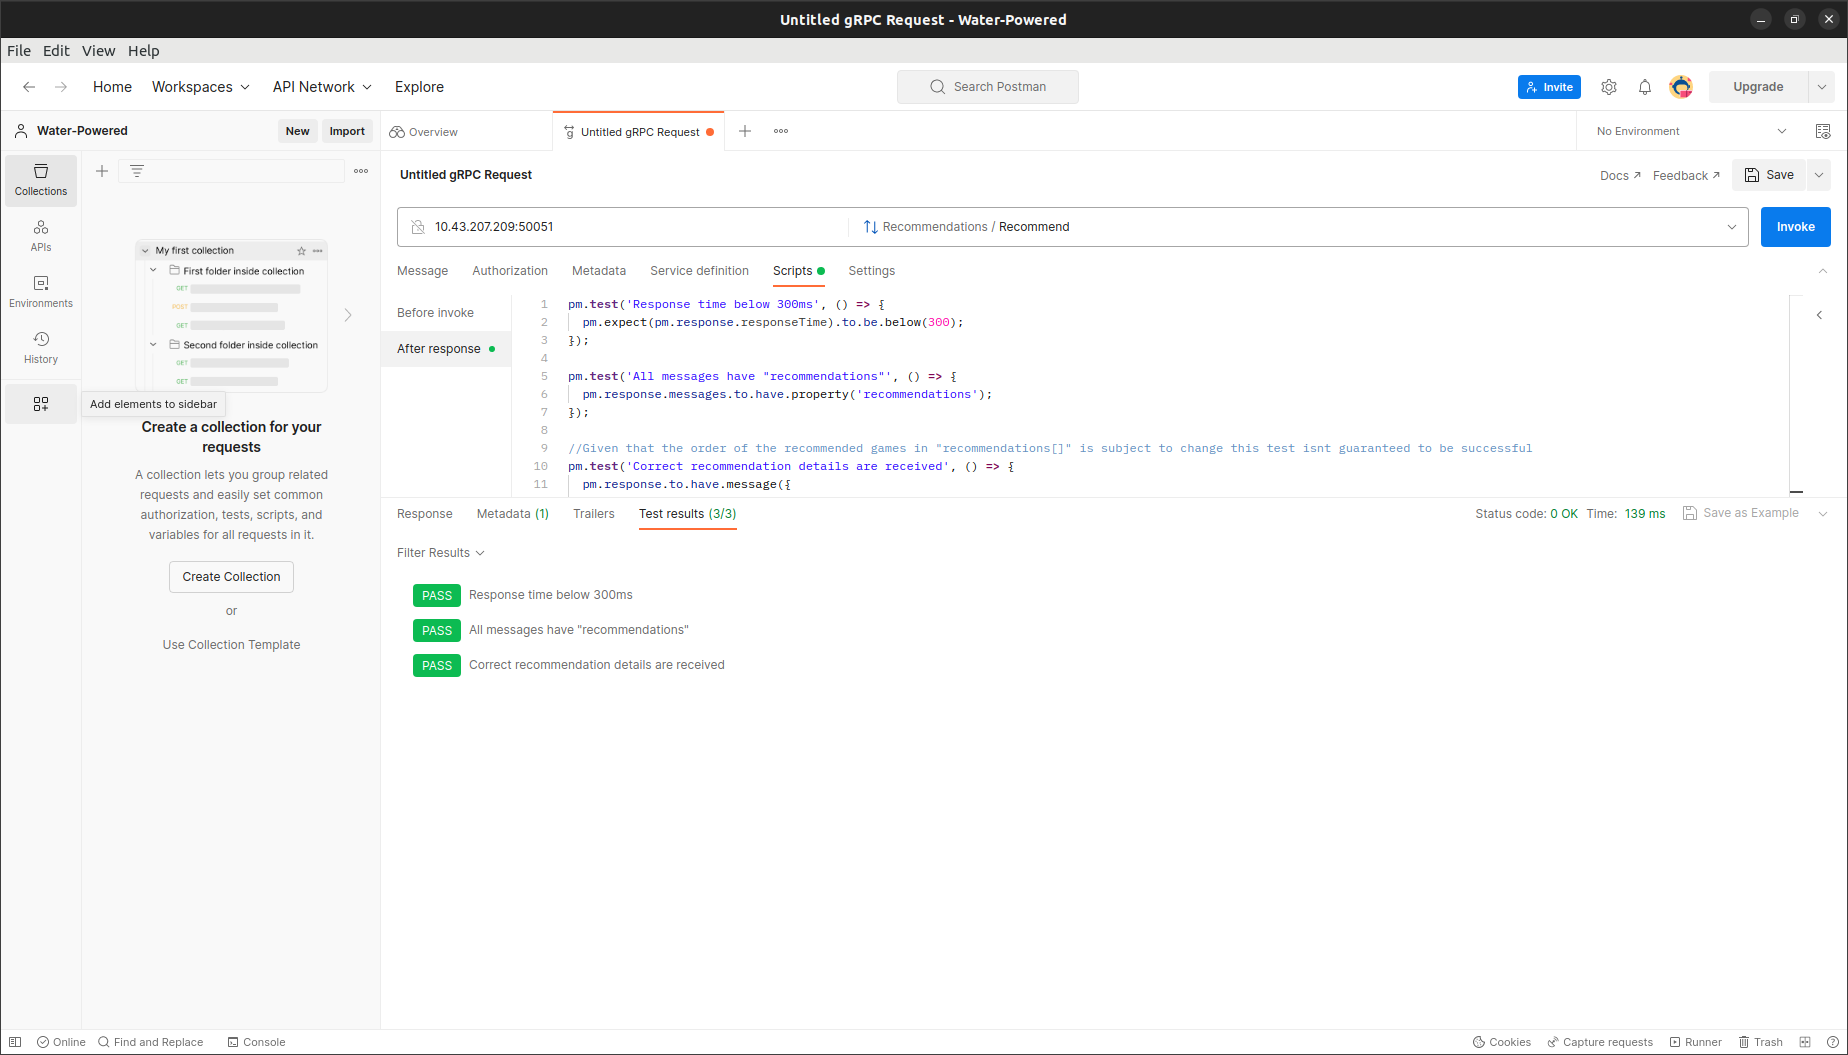 Untitled gRPC Request - Water-Powered
File Edit View Help
Home Workspaces API Network Explore
Search Postman
Invite
Upgrade
Water-Powered
New Import
Overview
Untitled gRPC Request
No Environment
Collections
APIs
Environments
History
Add elements to sidebar
My first collection
First folder inside collection
GET
POST
GET
Second folder inside collection
GET
GET
Create a collection for your
requests
A collection lets you group related
requests and easily set common
authorization, tests, scripts, and
variables for all requests in it.
Create Collection
or
Use Collection Template
Untitled gRPC Request
Docs Feedback Save
10.43.207.209:50051
Recommendations / Recommend
Invoke
Message Authorization Metadata Service definition Scripts Settings
Before invoke
After response
1 pm.test('Response time below 300ms', () => {
2 pm.expect(pm.response.responseTime).to.be.below(300);
3 });
4
5 pm.test('All messages have "recommendations"', () => {
6 pm.response.messages.to.have.property('recommendations');
7 });
8
9 //Given that the order of the recommended games in "recommendations[]" is subject to change this test isnt guaranteed to be successful
10 pm.test('Correct recommendation details are received', () => {
11 pm.response.to.have.message({
Response Metadata (1) Trailers Test results (3/3)
Status code: 0 OK Time: 139 ms Save as Example
Filter Results
PASS Response time below 300ms
PASS All messages have "recommendations"
PASS Correct recommendation details are received
Online Find and Replace Console
Cookies Capture requests Runner Trash